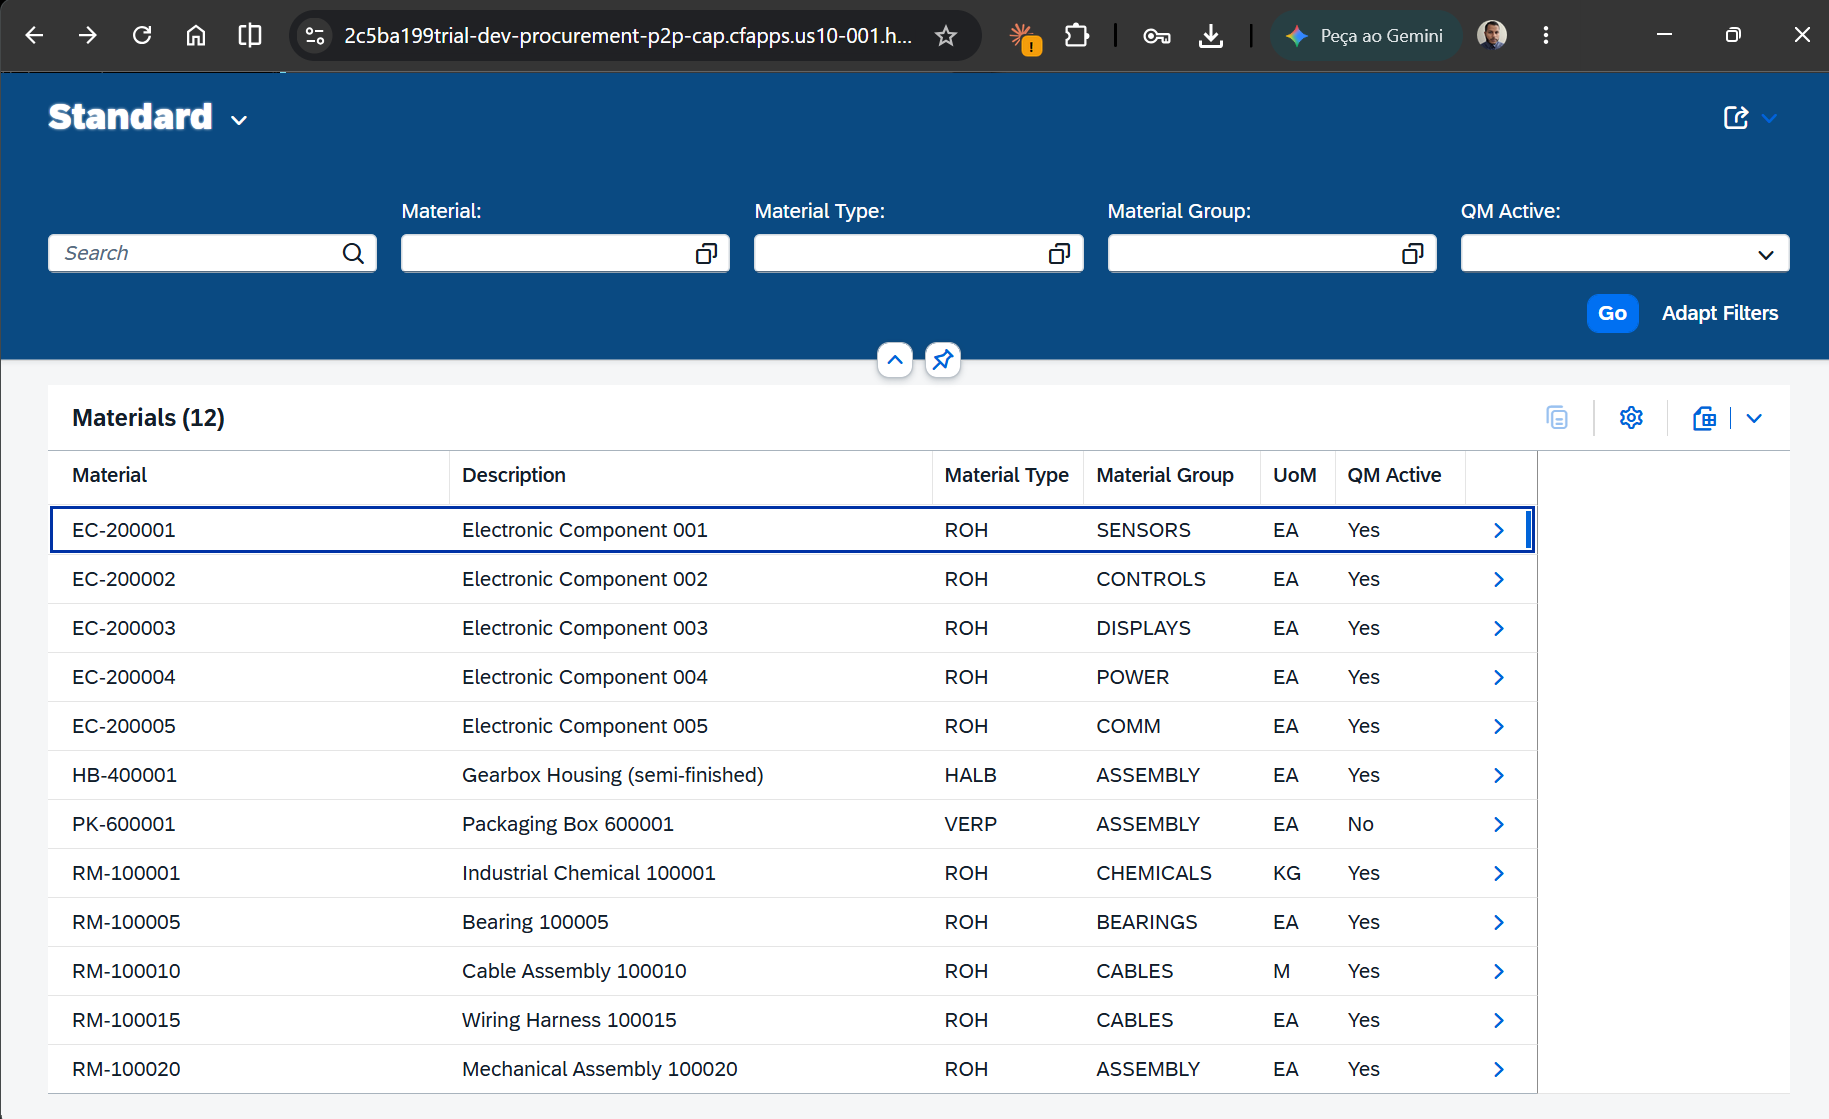 2c5ba199trial-dev-procurement-p2p-cap.cfapps.us10-001.h...
Peça ao Gemini
Standard
Material:
Material Type:
Material Group:
QM Active:
Search
Go
Adapt Filters
Materials (12)
Material Description Material Type Material Group UoM QM Active
EC-200001 Electronic Component 001 ROH SENSORS EA Yes
EC-200002 Electronic Component 002 ROH CONTROLS EA Yes
EC-200003 Electronic Component 003 ROH DISPLAYS EA Yes
EC-200004 Electronic Component 004 ROH POWER EA Yes
EC-200005 Electronic Component 005 ROH COMM EA Yes
HB-400001 Gearbox Housing (semi-finished) HALB ASSEMBLY EA Yes
PK-600001 Packaging Box 600001 VERP ASSEMBLY EA No
RM-100001 Industrial Chemical 100001 ROH CHEMICALS KG Yes
RM-100005 Bearing 100005 ROH BEARINGS EA Yes
RM-100010 Cable Assembly 100010 ROH CABLES M Yes
RM-100015 Wiring Harness 100015 ROH CABLES EA Yes
RM-100020 Mechanical Assembly 100020 ROH ASSEMBLY EA Yes